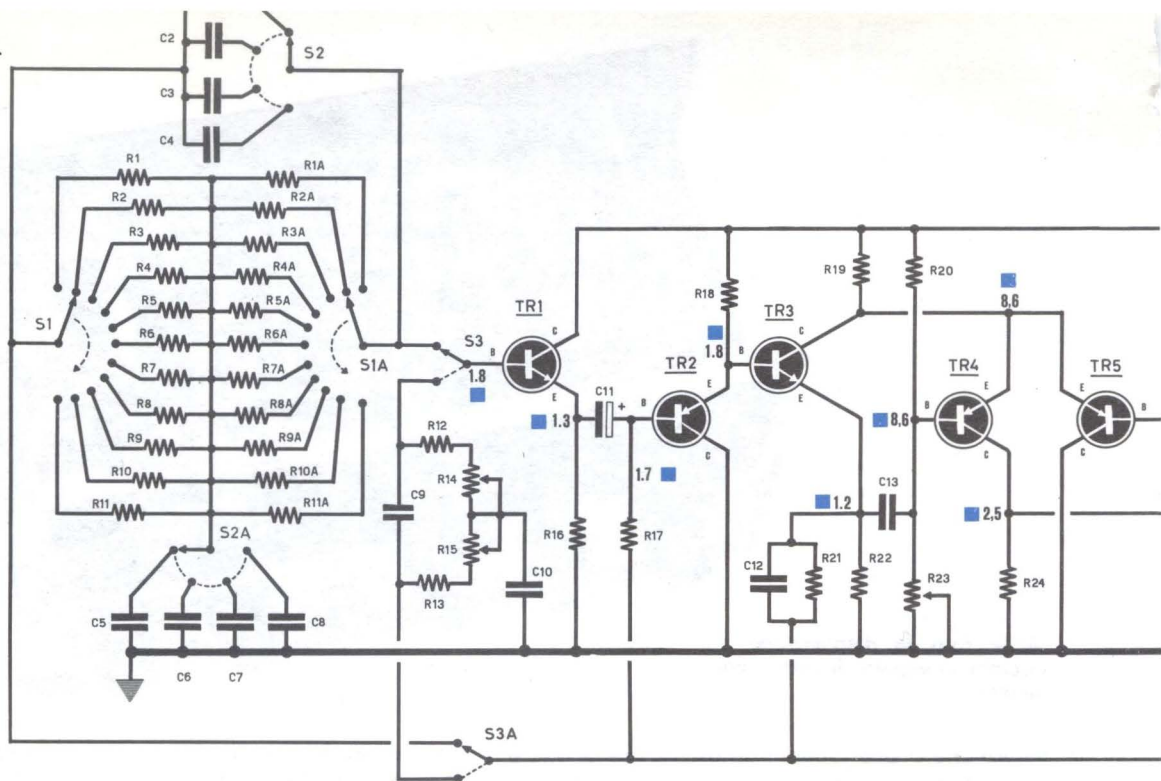 C2
S2
C3
C4
R1
R1A
R2
R2A
R3
R3A
R4
R4A
R5
R5A
S1
R6
R6A
S1A
R7
R7A
R8
R8A
R9
R9A
R10
R10A
R11
R11A
S2A
C5
C6
C7
C8
S3
B
1.8
TR1
C
E
1.3
C11
+
R12
R14
C9
R15
R13
C10
R16
R17
1.7
TR2
B
E
C
R18
1.8
B
TR3
C
E
R19
R20
8,6
8,6
B
TR4
E
C
TR5
E
B
C
1.2
C13
2,5
C12
R21
R22
R23
R24
S3A